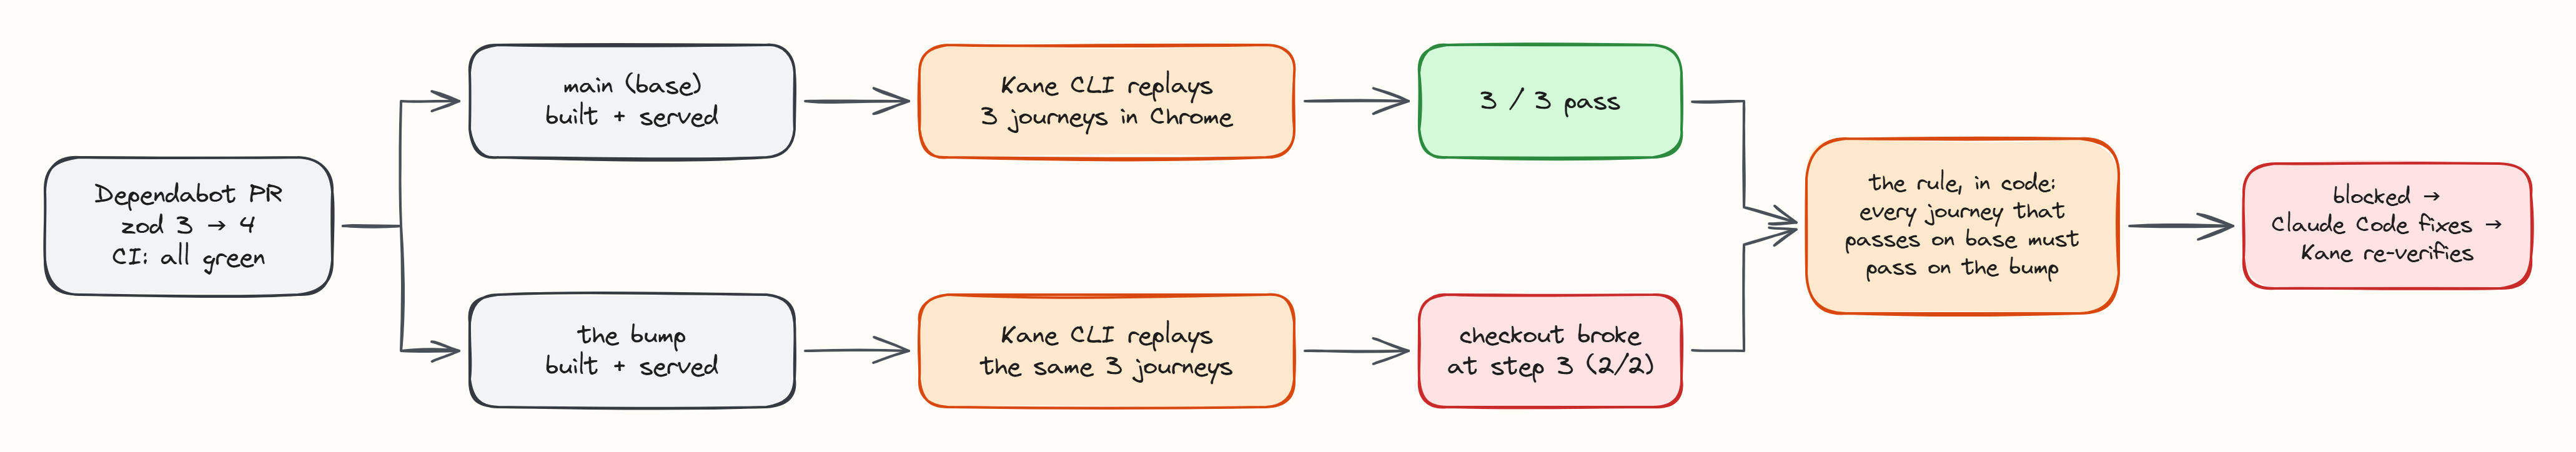 Dependabot PR
zod 3 → 4
CI: all green
main (base)
built + served
Kane CLI replays
3 journeys in Chrome
3 / 3 pass
the bump
built + served
Kane CLI replays
the same 3 journeys
checkout broke
at step 3 (2/2)
the rule, in code:
every journey that
passes on base must
pass on the bump
blocked →
Claude Code fixes →
Kane re-verifies